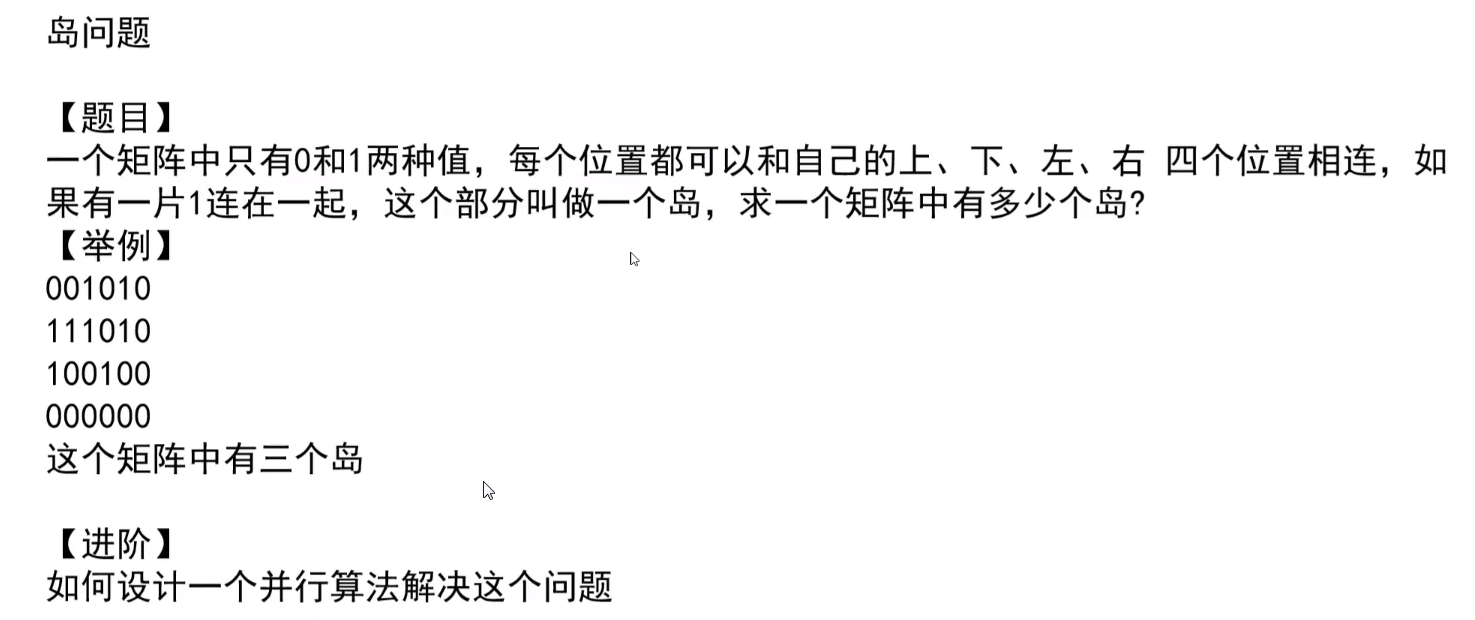 岛问题
【题目】
一个矩阵中只有0和1两种值，每个位置都可以和自己的上、下、左、右 四个位置相连，如
果有一片1连在一起，这个部分叫做一个岛，求一个矩阵中有多少个岛?
【举例】
001010
111010
100100
000000
这个矩阵中有三个岛
【进阶】
如何设计一个并行算法解决这个问题